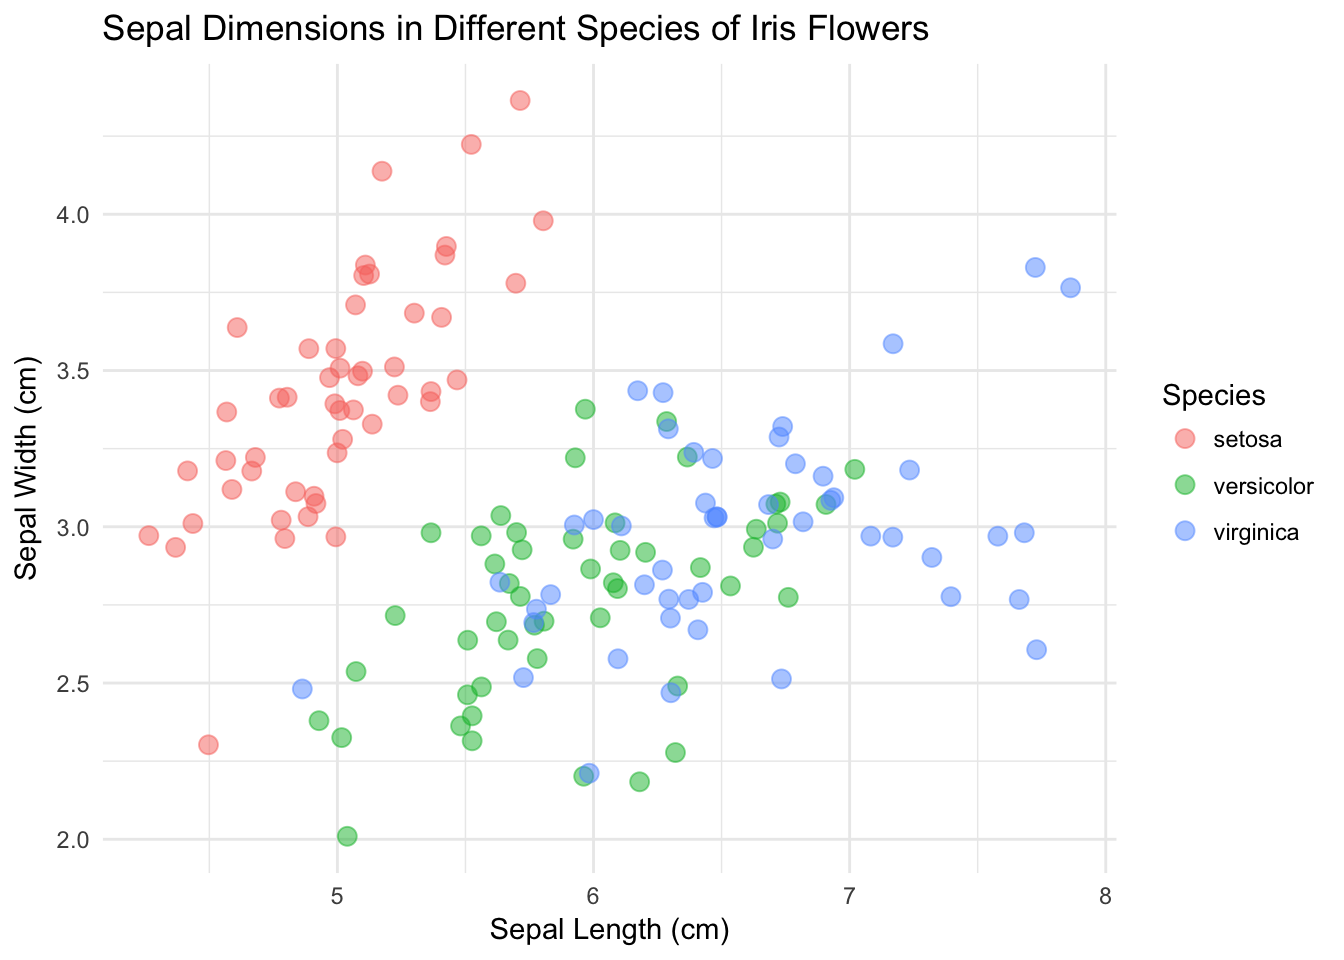 Sepal Dimensions in Different Species of Iris Flowers
Sepal Width (cm)
4.0
3.5
3.0
2.5
2.0
5 6 7 8
Sepal Length (cm)
Species
setosa
versicolor
virginica